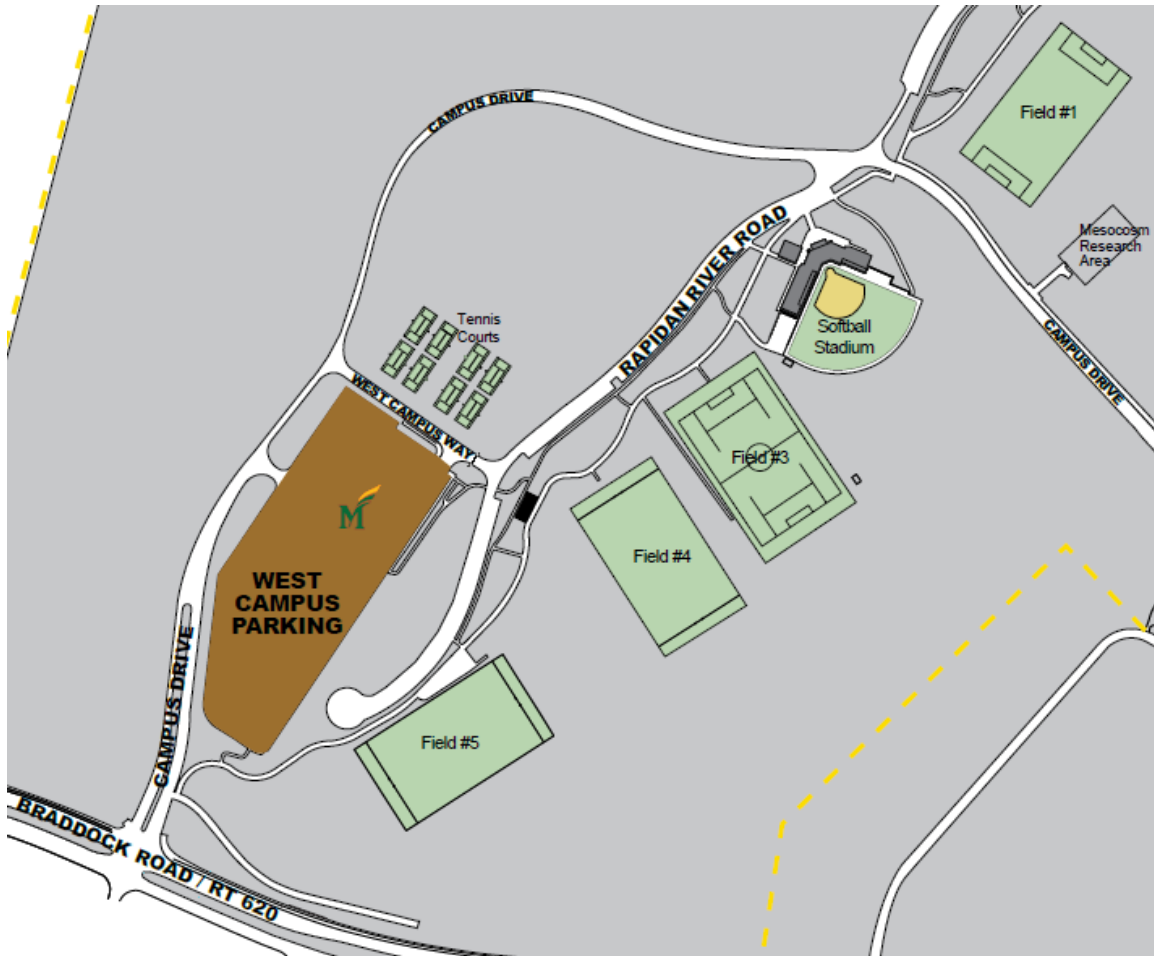 CAMPUS DRIVE
Field #1
RAPIDAN RIVER ROAD
Mesocosm
Research
Area
Tennis
Courts
Softball
Stadium
CAMPUS DRIVE
WEST CAMPUS WAY
Field #3
M
Field #4
WEST
CAMPUS
PARKING
CAMPUS DRIVE
Field #5
BRADDOCK ROAD / RT 620